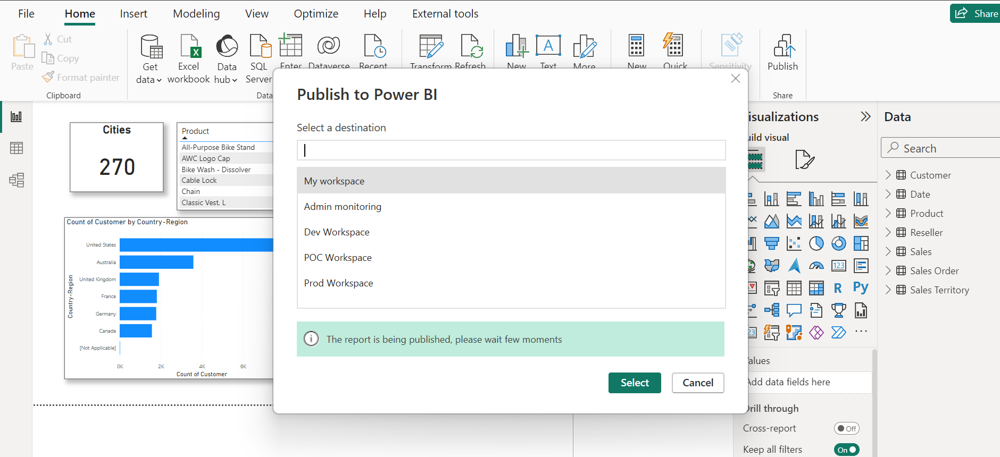 File Home Insert Modeling View Optimize Help External tools Share
Paste
Cut
Copy
Format painter
Clipboard
Get data
Excel workbook
Data hub
SQL Server
Enter
Dataverse
Recent
Data
Transform
Refresh
New
Text
A
More
New
Quick
Sensitivity
Publish
Share
Cities
270
Product
All-Purpose Bike Stand
AWC Logo Cap
Bike Wash - Dissolver
Cable Lock
Chain
Classic Vest, L
Count of Customer by Country-Region
Country-Region
United States
Australia
United Kingdom
France
Germany
Canada
[Not Applicable]
0K 2K 4K 6K
Count of Customer
Publish to Power BI
Select a destination
My workspace
Admin monitoring
Dev Workspace
POC Workspace
Prod Workspace
The report is being published, please wait few moments
Select Cancel
isualizations
uild visual
123
R Py
23
alues
Add data fields here
Drill through
Cross-report Off
Keep all filters On
Data
Search
Customer
Date
Product
Reseller
Sales
Sales Order
Sales Territory